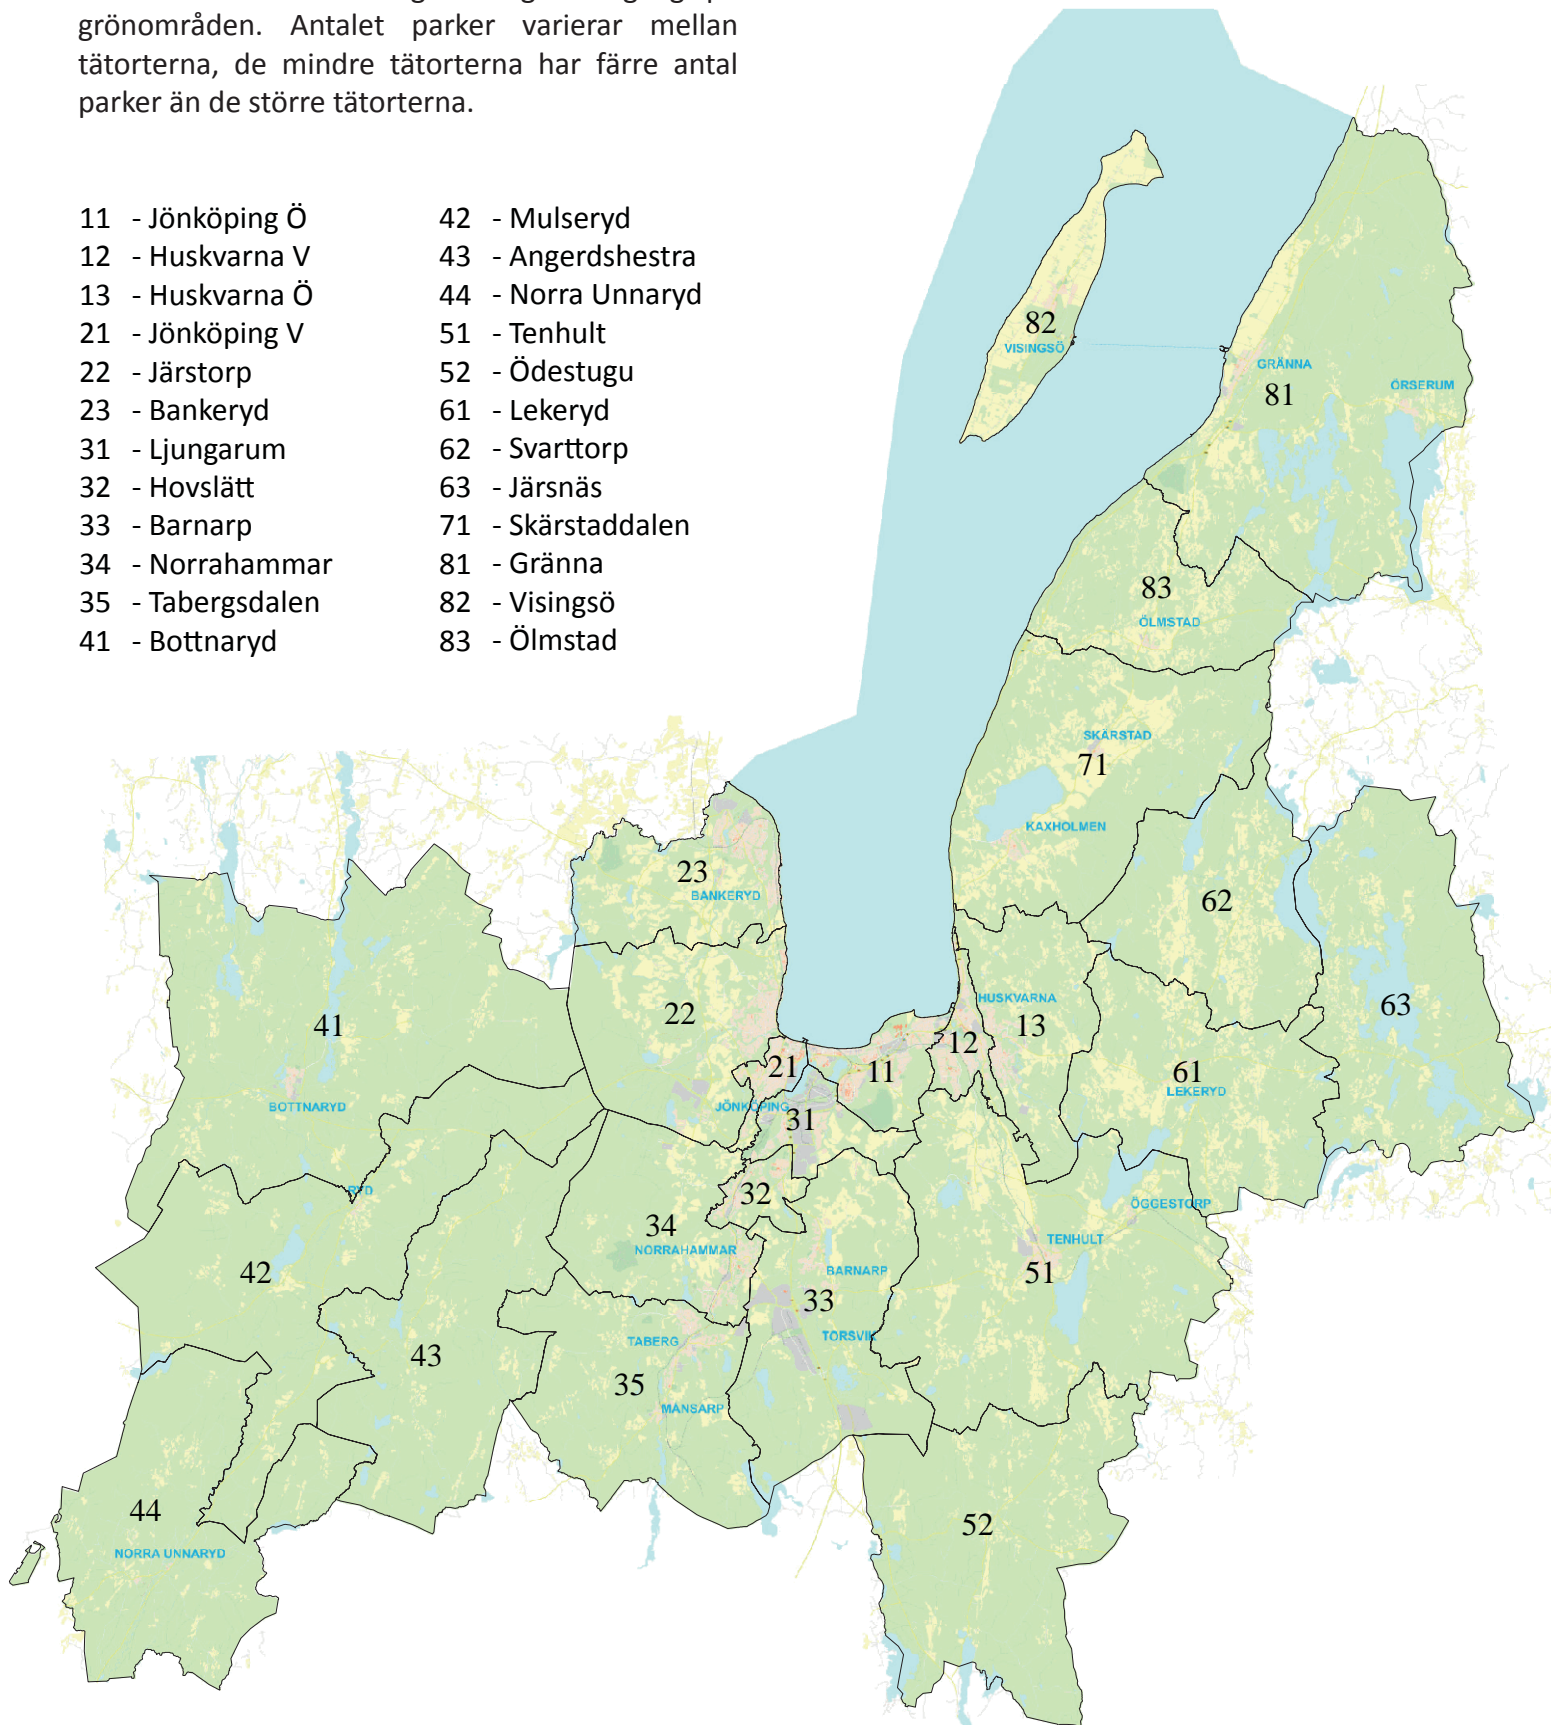 grönområden. Antalet parker varierar mellan
tätorterna, de mindre tätorterna har färre antal
parker än de större tätorterna.
11 - Jönköping Ö
12 - Huskvarna V
13 - Huskvarna Ö
21 - Jönköping V
22 - Järstorp
23 - Bankeryd
31 - Ljungarum
32 - Hovslätt
33 - Barnarp
34 - Norrahammar
35 - Tabergsdalen
41 - Bottnaryd
42 - Mulseryd
43 - Angerdshestra
44 - Norra Unnaryd
51 - Tenhult
52 - Ödestugu
61 - Lekeryd
62 - Svarttorp
63 - Järsnäs
71 - Skärstaddalen
81 - Gränna
82 - Visingsö
83 - Ölmstad
82
VISINGSÖ
GRÄNNA
81
ÖRSERUM
83
ÖLMSTAD
SKÄRSTAD
71
KAXHOLMEN
23
BANKERYD
62
22
41
HUSKVARNA
13
63
12
21
11
61
LEKERYD
BOTTNARYD
JÖNKÖPING
31
RYD
32
34
NORRAHAMMAR
ÖGGESTORP
TENHULT
51
42
BARNARP
33
TORSVIK
TABERG
43
35
MÅNSARP
44
NORRA UNNARYD
52